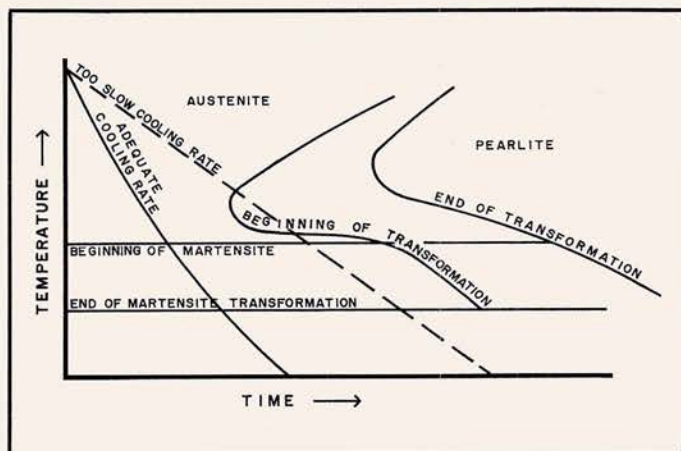 TOO SLOW COOLING RATE
ADEQUATE
COOLING RATE
AUSTENITE
PEARLITE
BEGINNING OF TRANSFORMATION
END OF TRANSFORMATION
BEGINNING OF MARTENSITE
END OF MARTENSITE TRANSFORMATION
TEMPERATURE →
TIME →